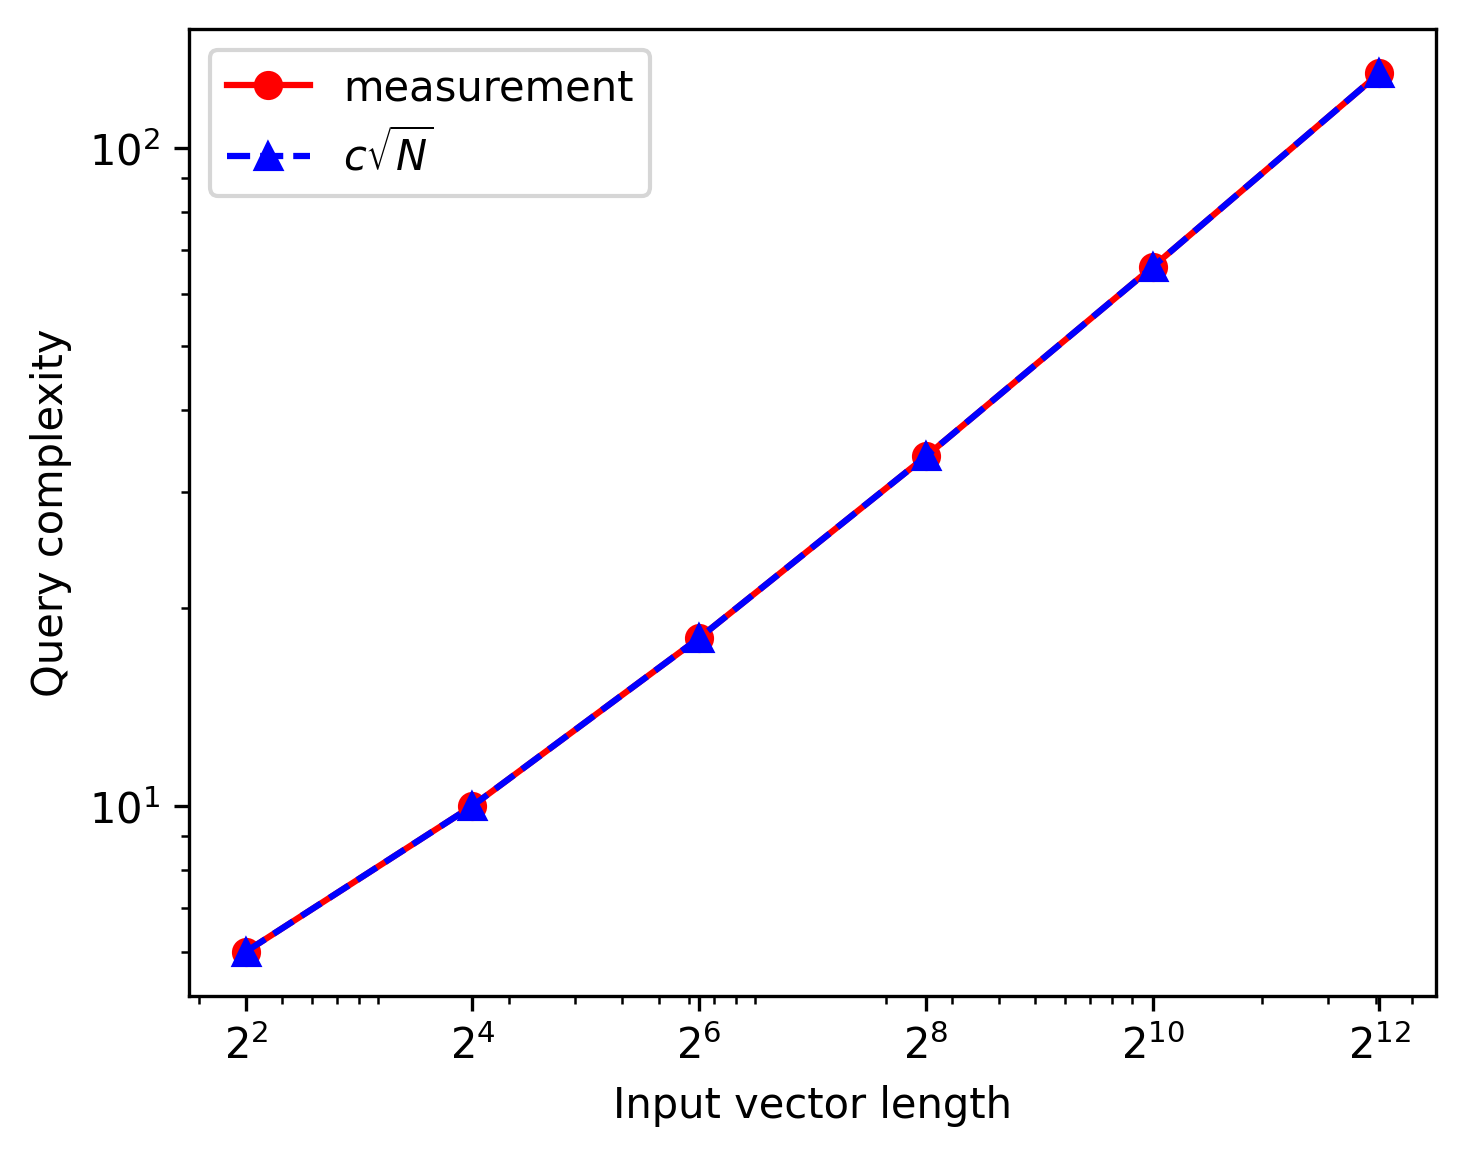 measurement
c√N
10²
10¹
Query complexity
2² 2⁴ 2⁶ 2⁸ 2¹⁰ 2¹²
Input vector length